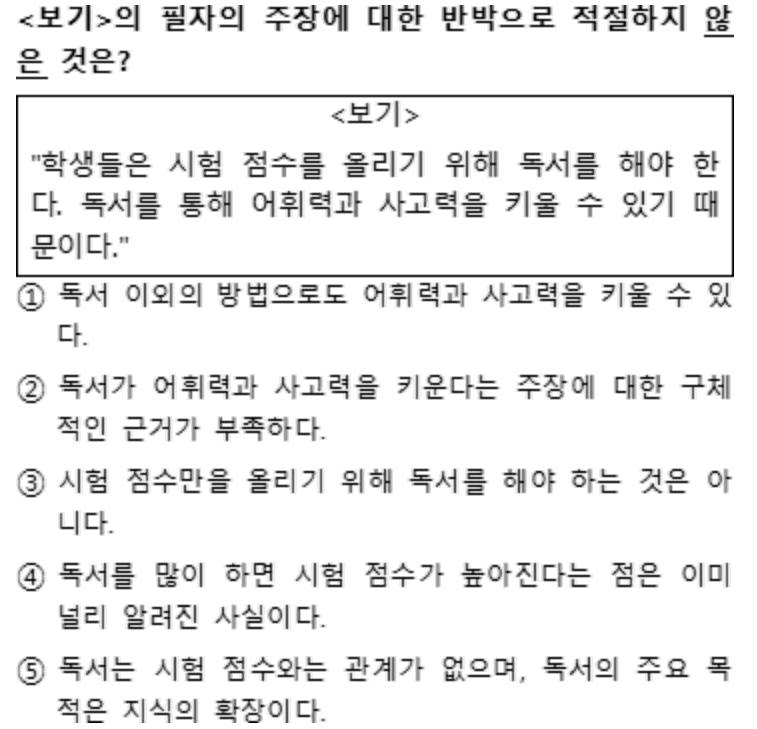 <보기>의 필자의 주장에 대한 반박으로 적절하지 않
은 것은?
<보기>
"학생들은 시험 점수를 올리기 위해 독서를 해야 한
다. 독서를 통해 어휘력과 사고력을 키울 수 있기 때
문이다."
① 독서 이외의 방법으로도 어휘력과 사고력을 키울 수 있
다.
② 독서가 어휘력과 사고력을 키운다는 주장에 대한 구체
적인 근거가 부족하다.
③ 시험 점수만을 올리기 위해 독서를 해야 하는 것은 아
니다.
④ 독서를 많이 하면 시험 점수가 높아진다는 점은 이미
널리 알려진 사실이다.
⑤ 독서는 시험 점수와는 관계가 없으며, 독서의 주요 목
적은 지식의 확장이다.